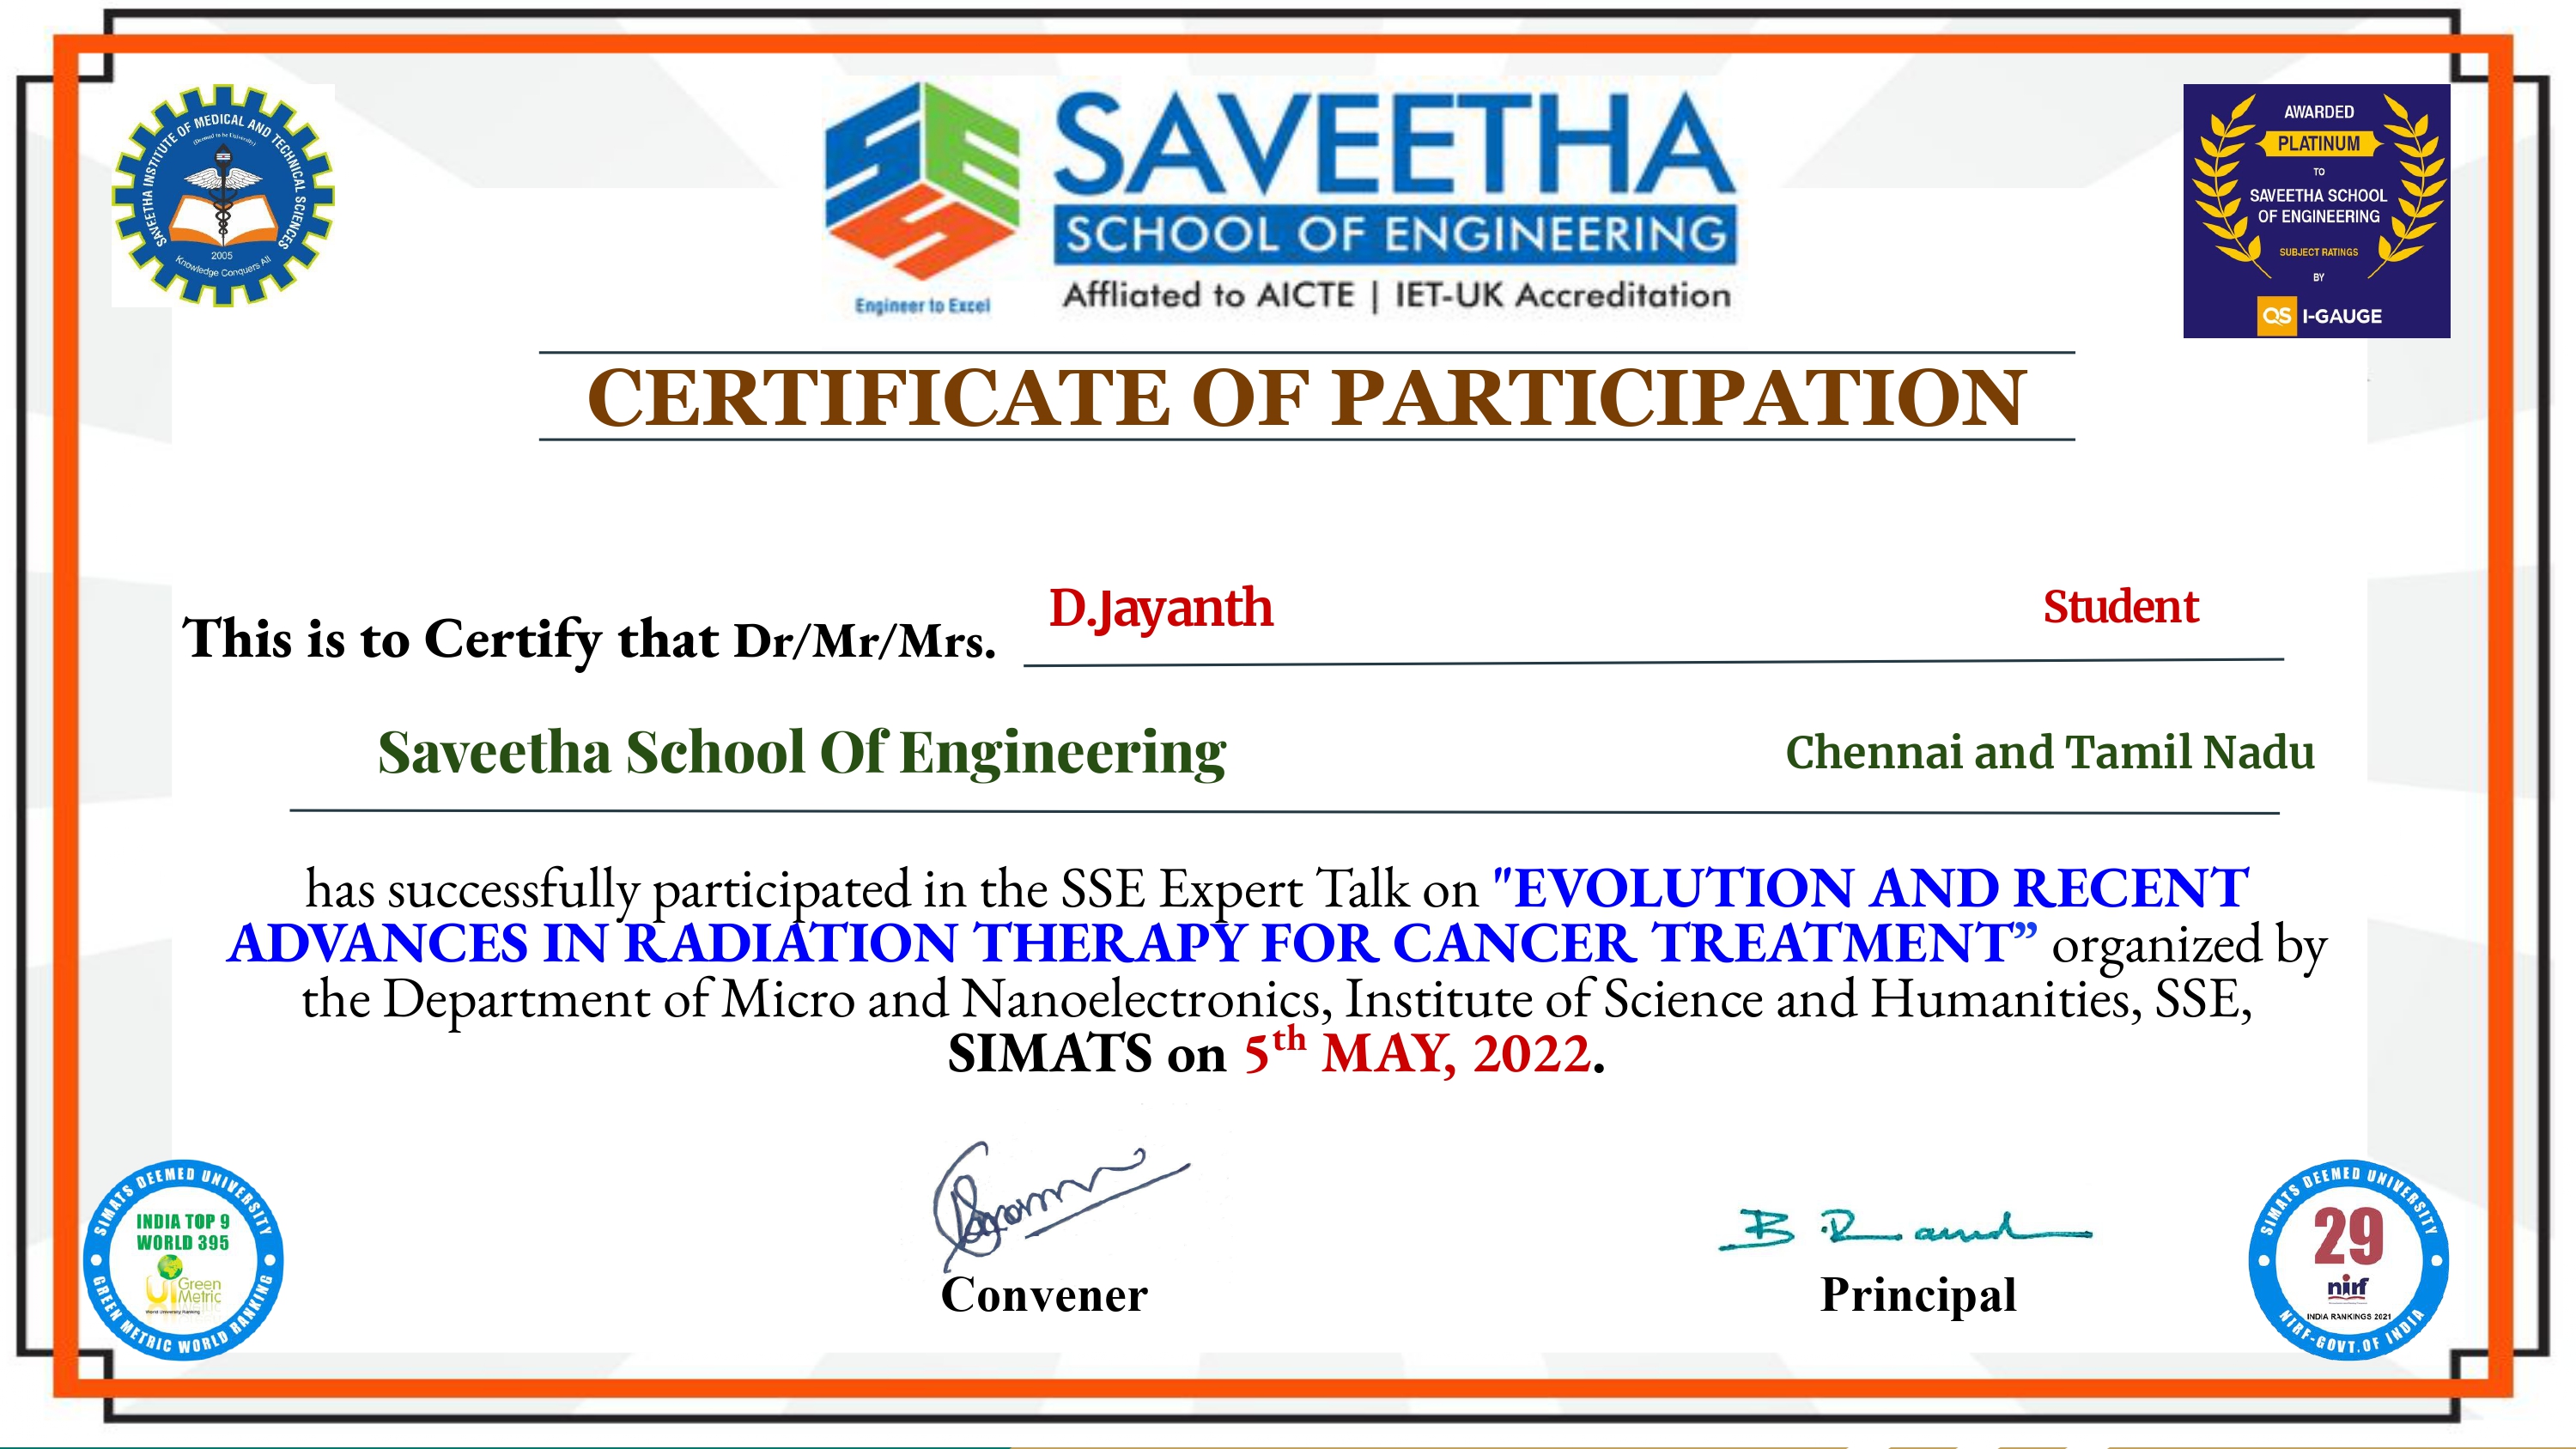 SAVEETHA INSTITUTE OF MEDICAL AND TECHNICAL SCIENCES
(Deemed to be University)
2005
Knowledge Conquers All
SSE
Engineer to Excel
SAVEETHA
SCHOOL OF ENGINEERING
Affliated to AICTE | IET-UK Accreditation
AWARDED
PLATINUM
TO
SAVEETHA SCHOOL
OF ENGINEERING
SUBJECT RATINGS
BY
QS I-GAUGE
CERTIFICATE OF PARTICIPATION
This is to Certify that Dr/Mr/Mrs. D.Jayanth Student
Saveetha School Of Engineering Chennai and Tamil Nadu
has successfully participated in the SSE Expert Talk on "EVOLUTION AND RECENT
ADVANCES IN RADIATION THERAPY FOR CANCER TREATMENT” organized by
the Department of Micro and Nanoelectronics, Institute of Science and Humanities, SSE,
SIMATS on 5th MAY, 2022.
Convener
Principal
SIMATS DEEMED UNIVERSITY
INDIA TOP 9
WORLD 395
UI Green
Metric
World University Ranking
GREEN METRIC WORLD RANKING
SIMATS DEEMED UNIVERSITY
29
nirf
INDIA RANKINGS 2021
NIRF-GOVT.OF INDIA